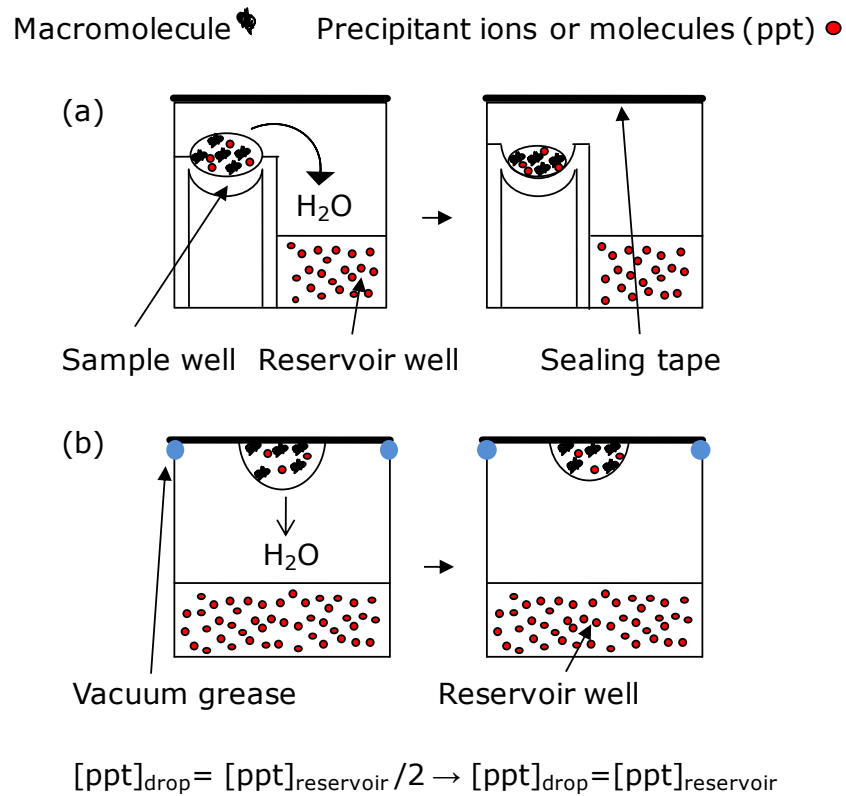 Macromolecule Precipitant ions or molecules (ppt)
(a)
H₂O
Sample well Reservoir well Sealing tape
(b)
H₂O
Vacuum grease Reservoir well
[ppt]drop= [ppt]reservoir/2 → [ppt]drop=[ppt]reservoir